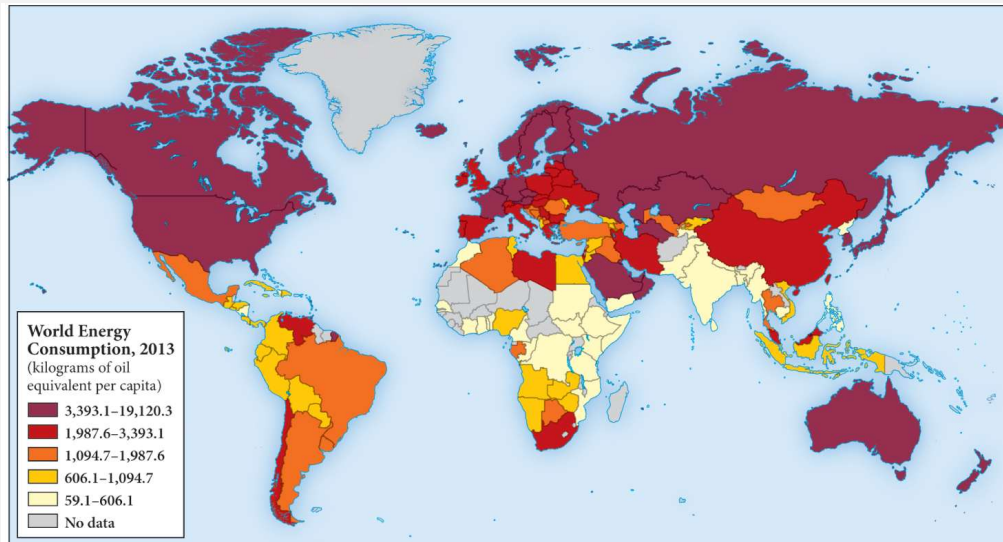 World Energy
Consumption, 2013
(kilograms of oil
equivalent per capita)
3,393.1–19,120.3
1,987.6–3,393.1
1,094.7–1,987.6
606.1–1,094.7
59.1–606.1
No data